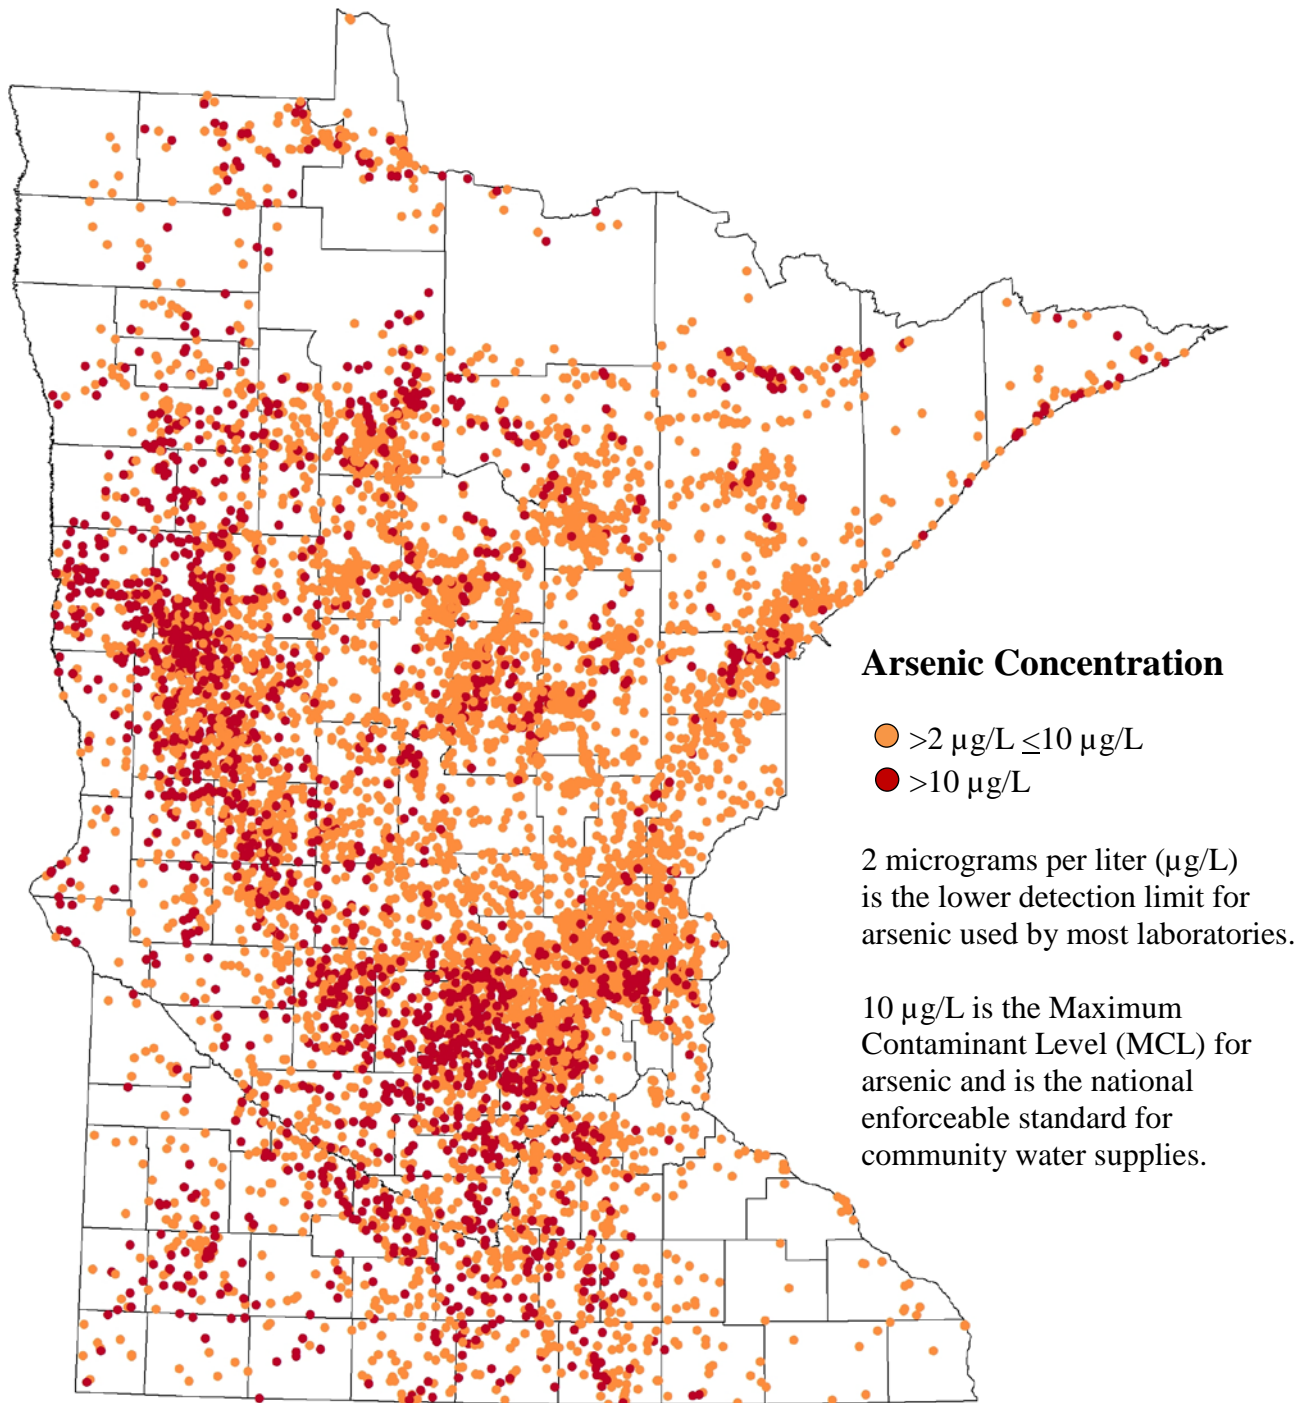 Arsenic Concentration
>2 µg/L ≤10 µg/L
>10 µg/L
2 micrograms per liter (µg/L)
is the lower detection limit for
arsenic used by most laboratories.
10 µg/L is the Maximum
Contaminant Level (MCL) for
arsenic and is the national
enforceable standard for
community water supplies.